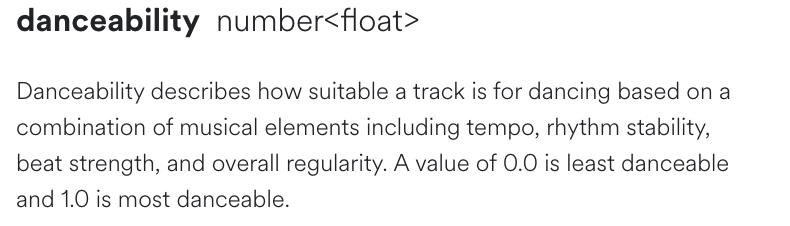 danceability number<float>
Danceability describes how suitable a track is for dancing based on a
combination of musical elements including tempo, rhythm stability,
beat strength, and overall regularity. A value of 0.0 is least danceable
and 1.0 is most danceable.